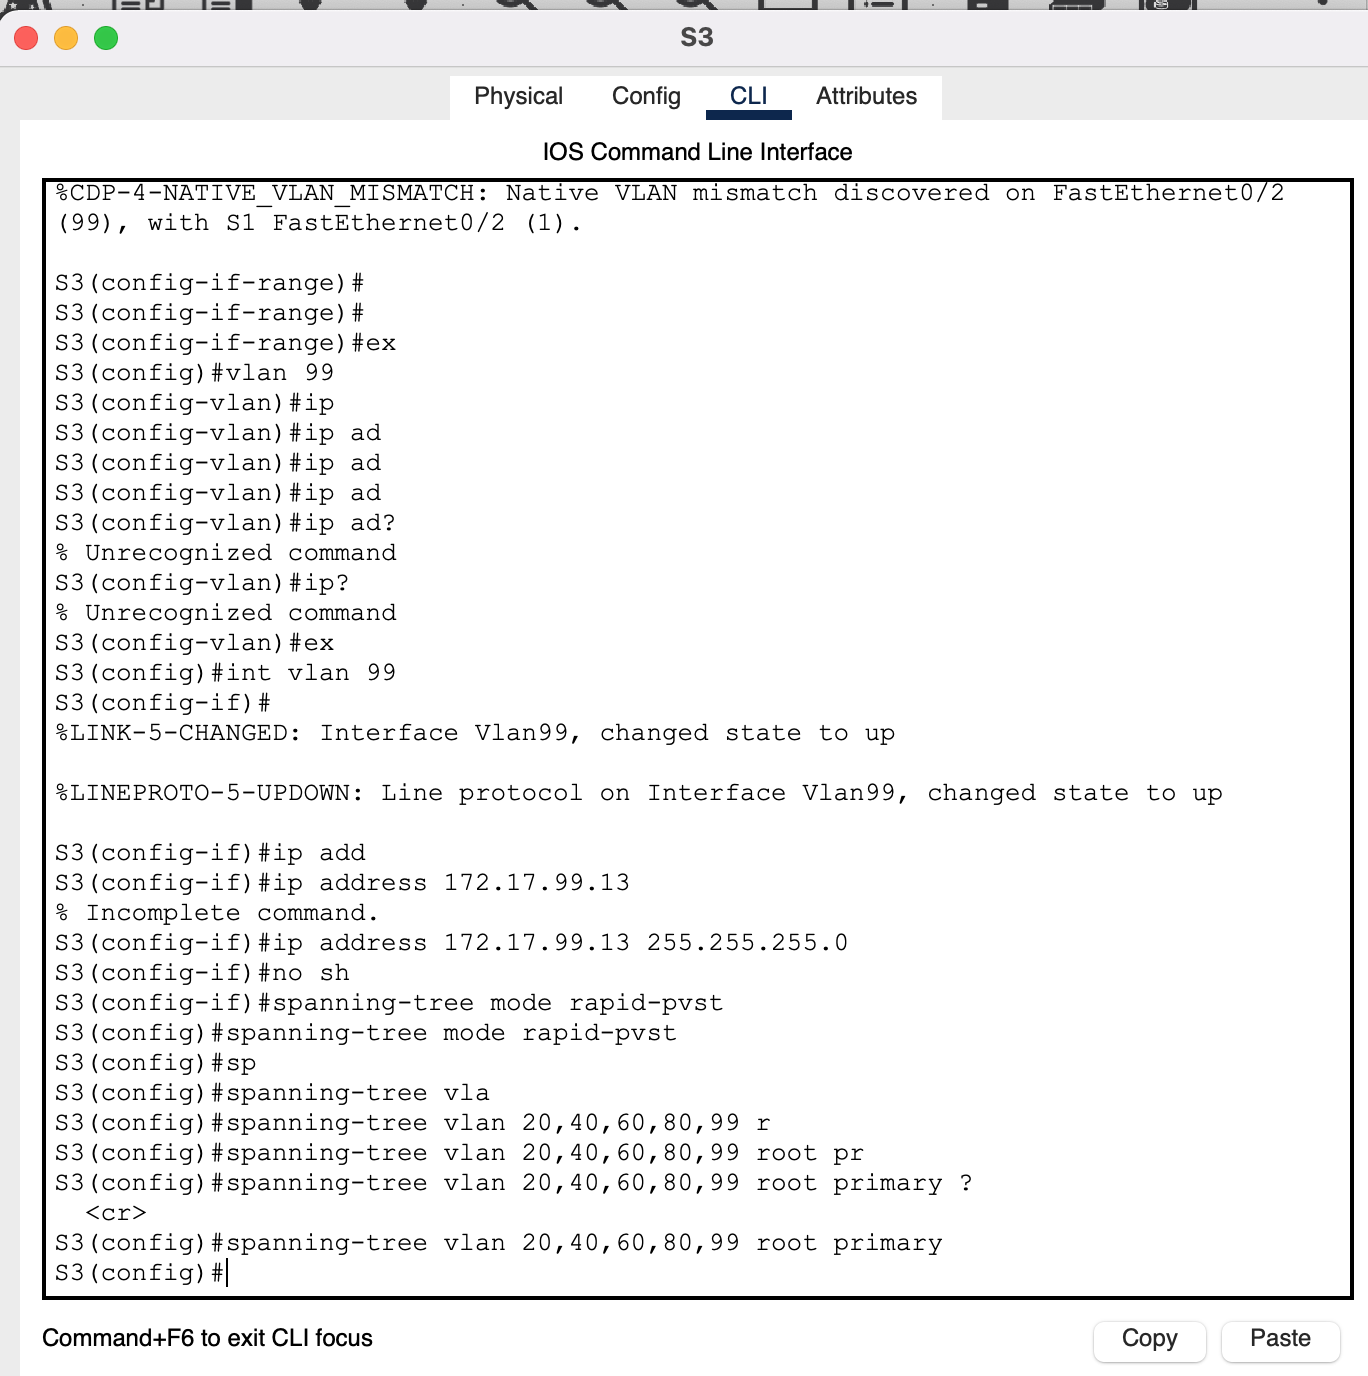 S3
Physical Config CLI Attributes
IOS Command Line Interface
%CDP-4-NATIVE_VLAN_MISMATCH: Native VLAN mismatch discovered on FastEthernet0/2
(99), with S1 FastEthernet0/2 (1).
S3(config-if-range)#
S3(config-if-range)#
S3(config-if-range)#ex
S3(config)#vlan 99
S3(config-vlan)#ip
S3(config-vlan)#ip ad
S3(config-vlan)#ip ad
S3(config-vlan)#ip ad
S3(config-vlan)#ip ad?
% Unrecognized command
S3(config-vlan)#ip?
% Unrecognized command
S3(config-vlan)#ex
S3(config)#int vlan 99
S3(config-if)#
%LINK-5-CHANGED: Interface Vlan99, changed state to up
%LINEPROTO-5-UPDOWN: Line protocol on Interface Vlan99, changed state to up
S3(config-if)#ip add
S3(config-if)#ip address 172.17.99.13
% Incomplete command.
S3(config-if)#ip address 172.17.99.13 255.255.255.0
S3(config-if)#no sh
S3(config-if)#spanning-tree mode rapid-pvst
S3(config)#spanning-tree mode rapid-pvst
S3(config)#sp
S3(config)#spanning-tree vla
S3(config)#spanning-tree vlan 20,40,60,80,99 r
S3(config)#spanning-tree vlan 20,40,60,80,99 root pr
S3(config)#spanning-tree vlan 20,40,60,80,99 root primary ?
<cr>
S3(config)#spanning-tree vlan 20,40,60,80,99 root primary
S3(config)#
Command+F6 to exit CLI focus
Copy Paste